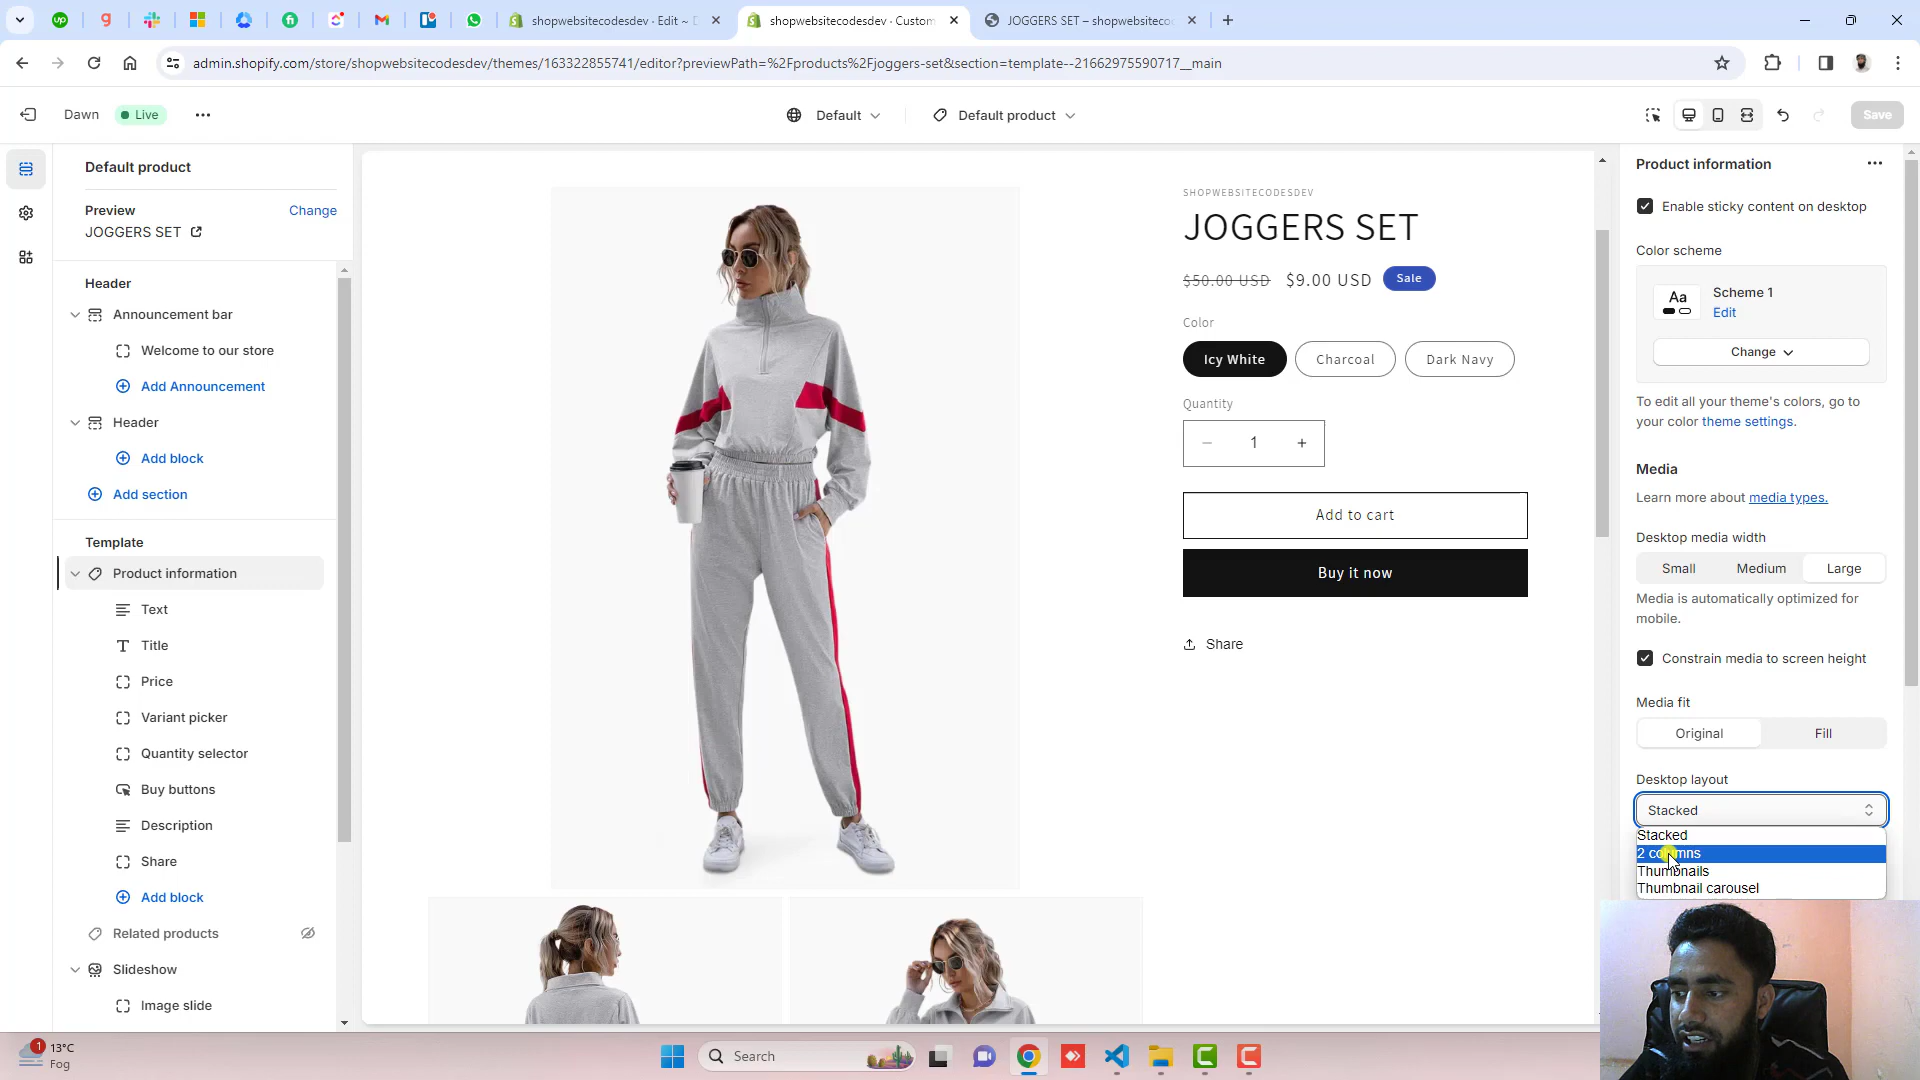 shopwebsitecodesdev · Edit ~ D
shopwebsitecodesdev · Custom
JOGGERS SET – shopwebsiteco
admin.shopify.com/store/shopwebsitecodesdev/themes/163322855741/editor?previewPath=%2Fproducts%2Fjoggers-set&section=template--21662975590717__main
Dawn
Live
Default
Default product
Save
Default product
Preview
Change
JOGGERS SET
Header
Announcement bar
Welcome to our store
Add Announcement
Header
Add block
Add section
Template
Product information
Text
Title
Price
Variant picker
Quantity selector
Buy buttons
Description
Share
Add block
Related products
Slideshow
Image slide
SHOPWEBSITECODESDEV
JOGGERS SET
$50.00 USD $9.00 USD Sale
Color
Icy White Charcoal Dark Navy
Quantity
− 1 +
Add to cart
Buy it now
Share
Product information
Enable sticky content on desktop
Color scheme
Aa
Scheme 1
Edit
Change
To edit all your theme's colors, go to
your color theme settings.
Media
Learn more about media types.
Desktop media width
Small Medium Large
Media is automatically optimized for
mobile.
Constrain media to screen height
Media fit
Original Fill
Desktop layout
Stacked
Stacked
2 columns
Thumbnails
Thumbnail carousel
1
13°C
Fog
Search